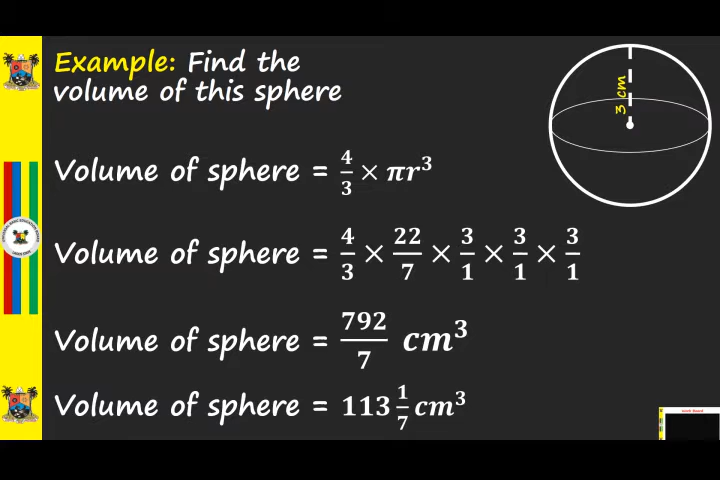 Example: Find the
volume of this sphere
3 cm
Volume of sphere = 4/3 × πr³
Volume of sphere = 4/3 × 22/7 × 3/1 × 3/1 × 3/1
Volume of sphere = 792/7 cm³
Volume of sphere = 113 1/7 cm³